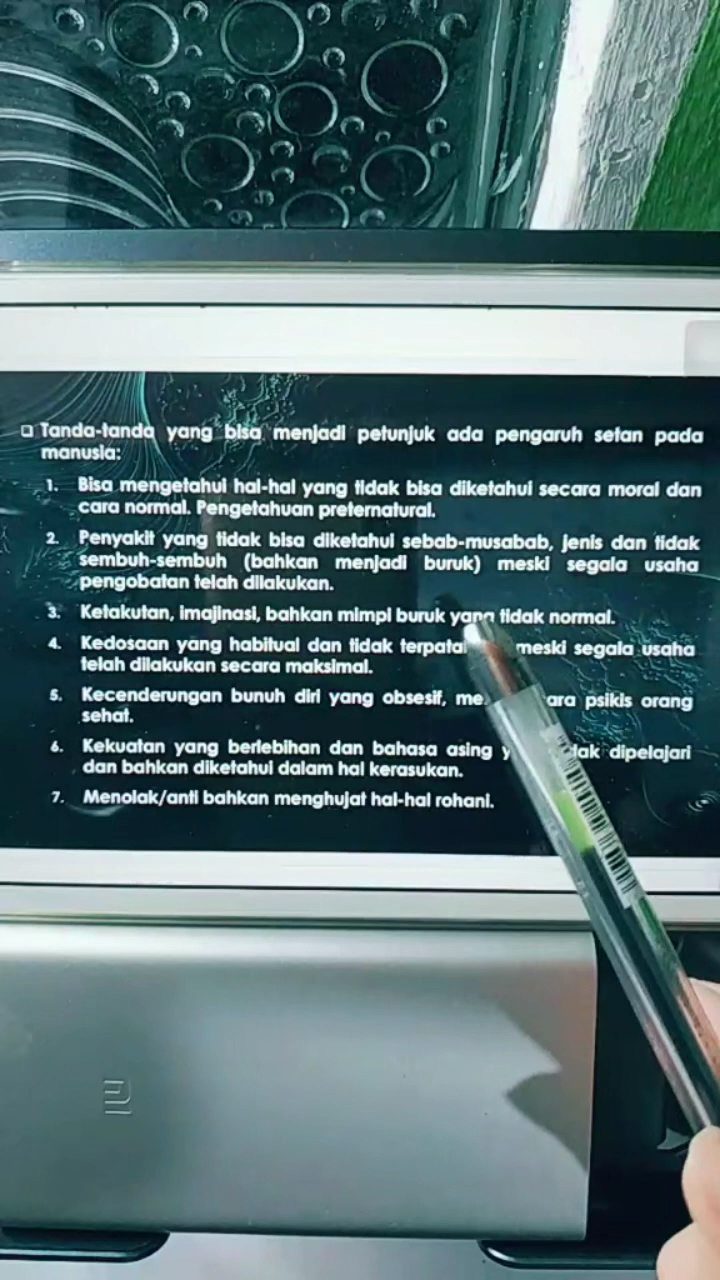 Tanda-tanda yang bisa menjadi petunjuk ada pengaruh setan pada
manusia:
1. Bisa mengetahui hal-hal yang tidak bisa diketahui secara moral dan
cara normal. Pengetahuan preternatural.
2. Penyakit yang tidak bisa diketahui sebab-musabab, jenis dan tidak
sembuh-sembuh (bahkan menjadi buruk) meski segala usaha
pengobatan telah dilakukan.
3. Ketakutan, imajinasi, bahkan mimpi buruk yang tidak normal.
4. Kedosaan yang habitual dan tidak meski segala usaha
telah dilakukan secara maksimal.
5. Kecenderungan bunuh diri yang obsesif, psikis orang
sehat.
6. Kekuatan yang berlebihan dan bahasa asing dipelajari
dan bahkan diketahui dalam hal kerasukan.
7. Menolak/anti bahkan menghujat hal-hal rohani.